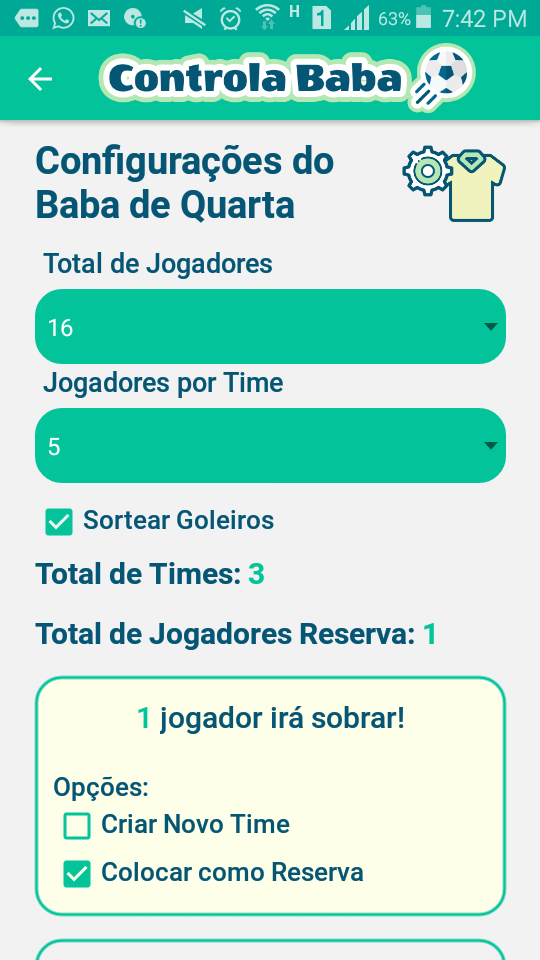 H 1 63% 7:42 PM
Controla Baba
Configurações do
Baba de Quarta
Total de Jogadores
16
Jogadores por Time
5
Sortear Goleiros
Total de Times: 3
Total de Jogadores Reserva: 1
1 jogador irá sobrar!
Opções:
Criar Novo Time
Colocar como Reserva